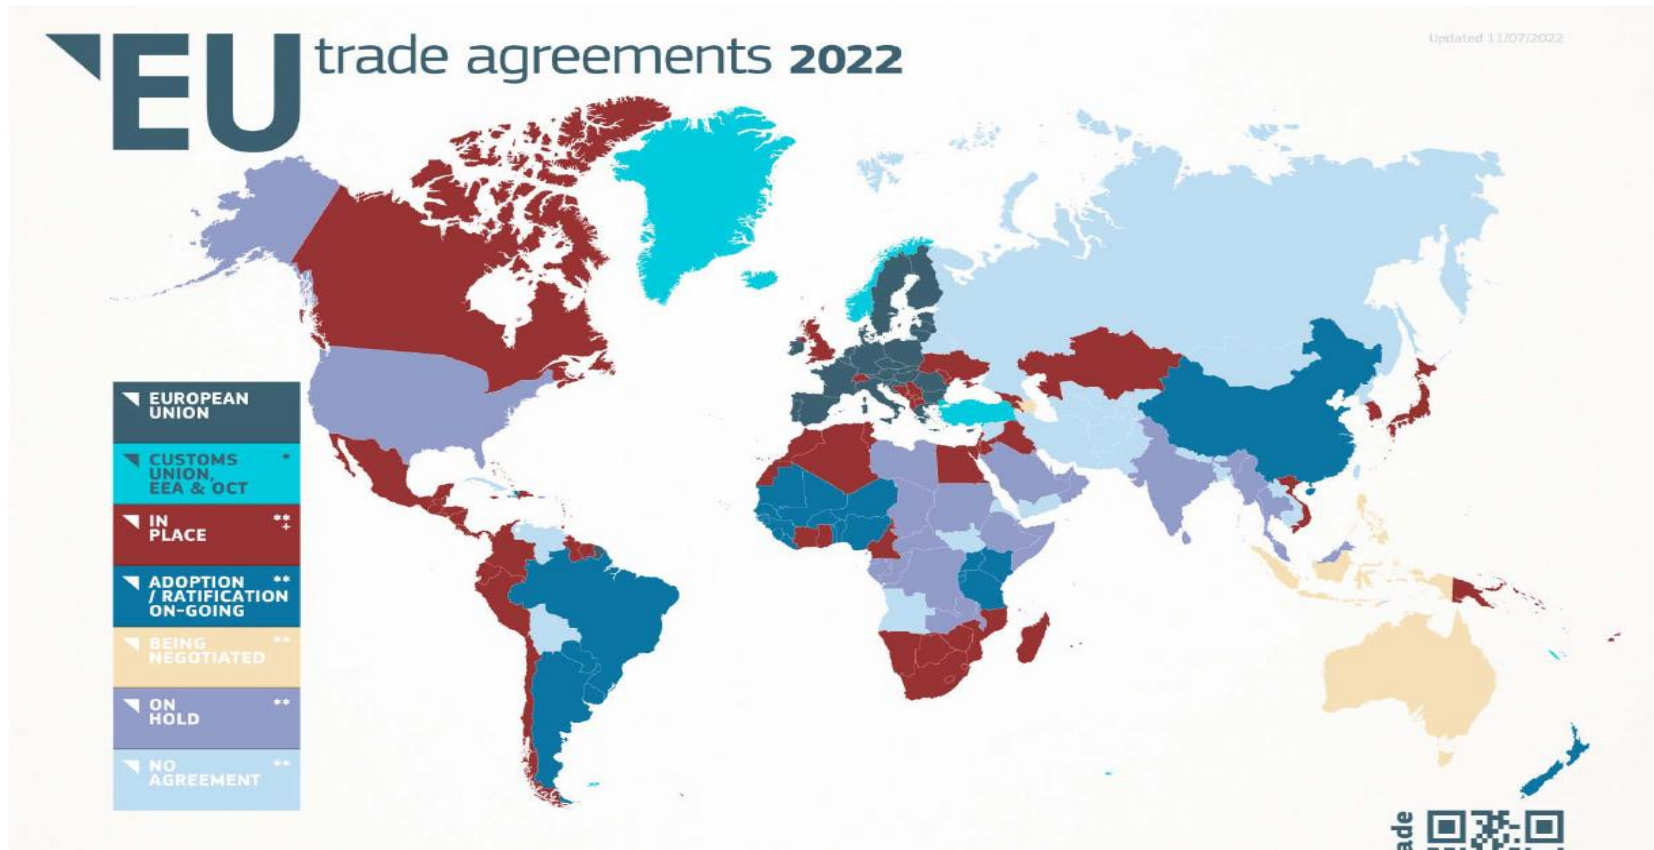 EU trade agreements 2022
Updated 11/07/2022
EUROPEAN
UNION
CUSTOMS *
UNION,
EEA & OCT
IN **
PLACE +
ADOPTION **
/ RATIFICATION
ON-GOING
BEING **
NEGOTIATED
ON **
HOLD
NO **
AGREEMENT
ade